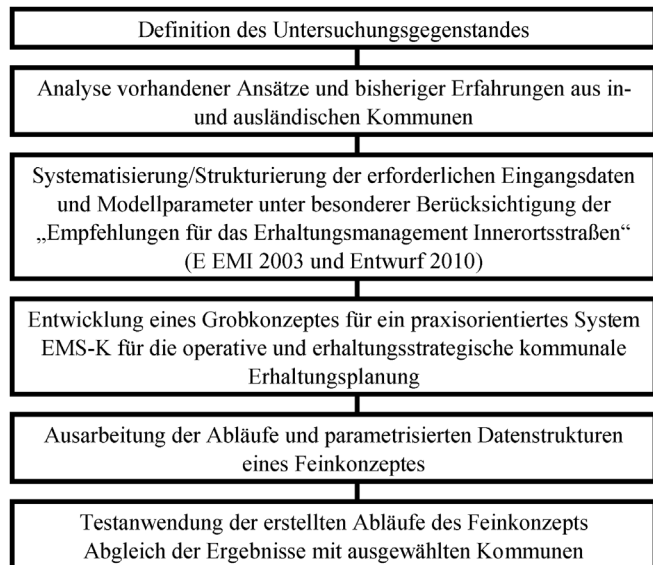 Definition des Untersuchungsgegenstandes
Analyse vorhandener Ansätze und bisheriger Erfahrungen aus in-
und ausländischen Kommunen
Systematisierung/Strukturierung der erforderlichen Eingangsdaten
und Modellparameter unter besonderer Berücksichtigung der
„Empfehlungen für das Erhaltungsmanagement Innerortsstraßen“
(E EMI 2003 und Entwurf 2010)
Entwicklung eines Grobkonzeptes für ein praxisorientiertes System
EMS-K für die operative und erhaltungsstrategische kommunale
Erhaltungsplanung
Ausarbeitung der Abläufe und parametrisierten Datenstrukturen
eines Feinkonzeptes
Testanwendung der erstellten Abläufe des Feinkonzepts
Abgleich der Ergebnisse mit ausgewählten Kommunen